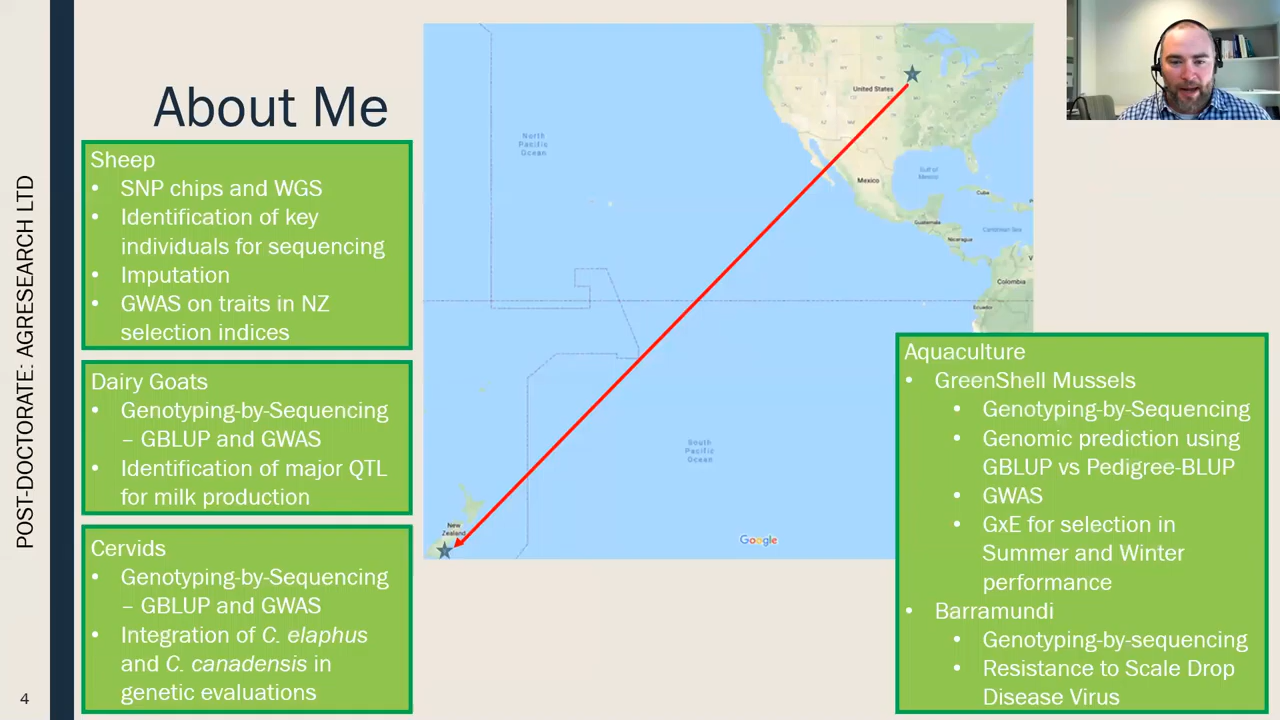 POST-DOCTORATE: AGRESEARCH LTD
4
About Me
Sheep
• SNP chips and WGS
• Identification of key
individuals for sequencing
• Imputation
• GWAS on traits in NZ
selection indices
Dairy Goats
• Genotyping-by-Sequencing
– GBLUP and GWAS
• Identification of major QTL
for milk production
Cervids
• Genotyping-by-Sequencing
– GBLUP and GWAS
• Integration of C. elaphus
and C. canadensis in
genetic evaluations
North
Pacific
Ocean
United States
Gulf of
Mexico
Mexico
Cuba
Guatemala
Caribbean Sea
Nicaragua
Colombia
Ecuador
South
Pacific
Ocean
New
Zealand
Google
Aquaculture
• GreenShell Mussels
• Genotyping-by-Sequencing
• Genomic prediction using
GBLUP vs Pedigree-BLUP
• GWAS
• GxE for selection in
Summer and Winter
performance
• Barramundi
• Genotyping-by-sequencing
• Resistance to Scale Drop
Disease Virus